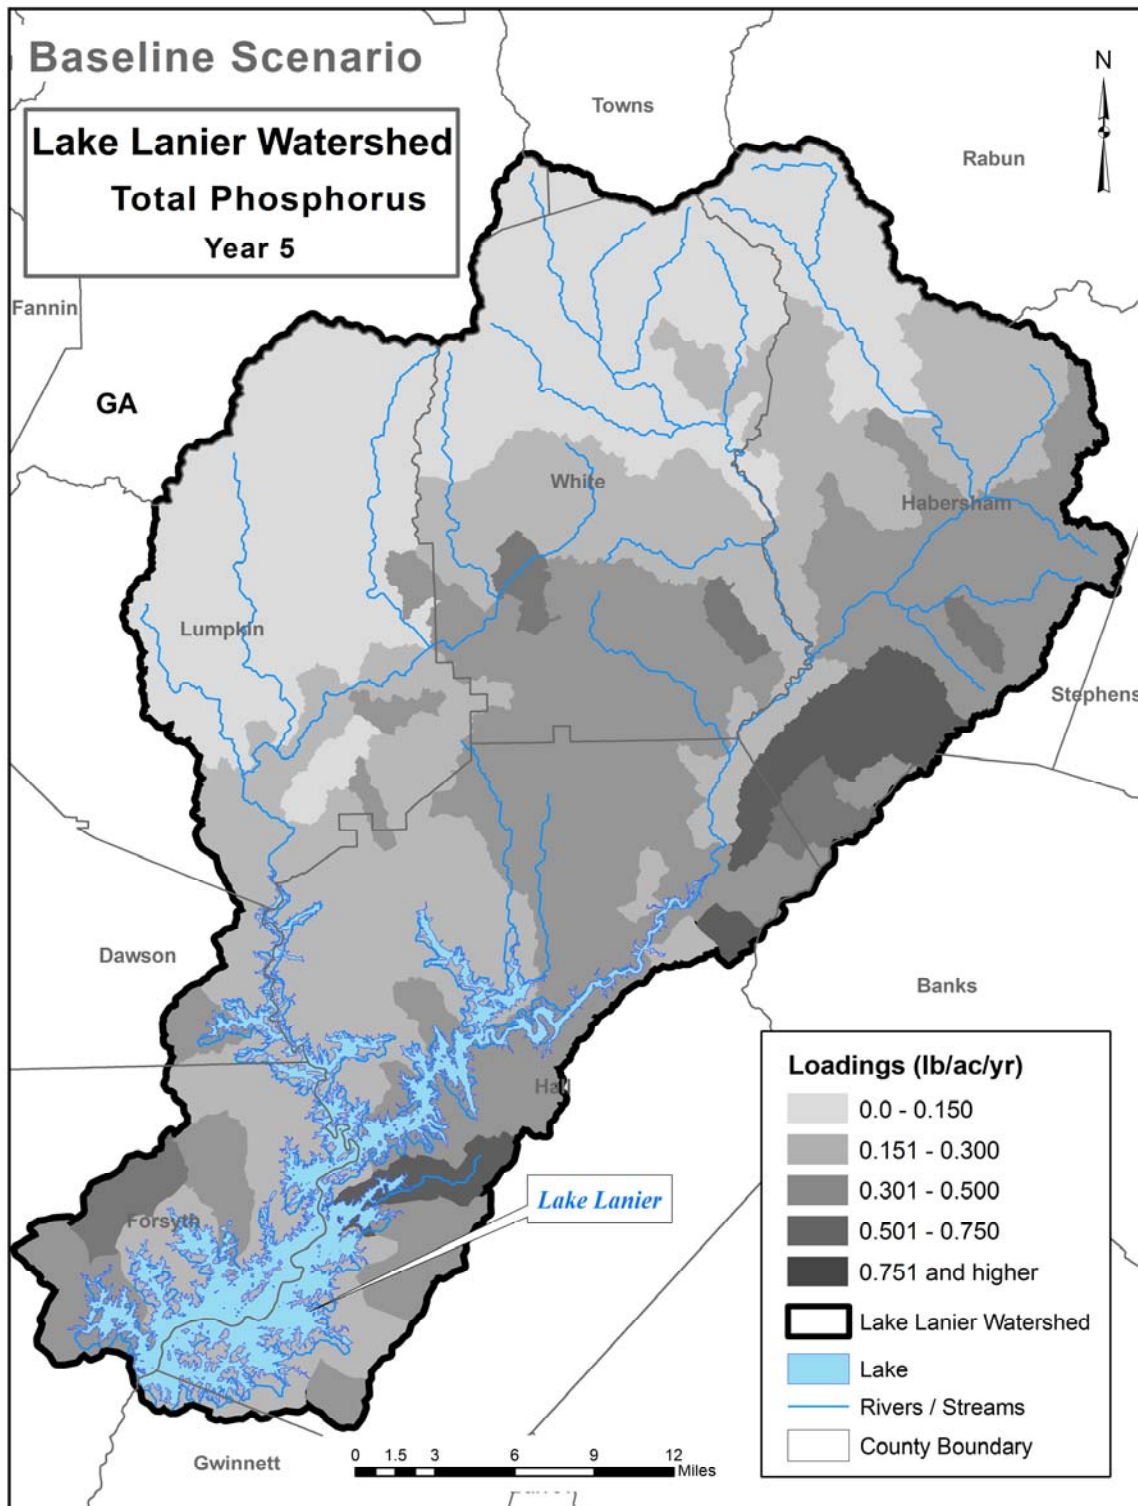 Baseline Scenario
Lake Lanier Watershed
Total Phosphorus
Year 5
N
Towns
Rabun
Fannin
GA
White
Habersham
Lumpkin
Stephens
Dawson
Banks
Hall
Forsyth
Lake Lanier
Gwinnett
Loadings (lb/ac/yr)
0.0 - 0.150
0.151 - 0.300
0.301 - 0.500
0.501 - 0.750
0.751 and higher
Lake Lanier Watershed
Lake
Rivers / Streams
County Boundary
0 1.5 3 6 9 12
Miles